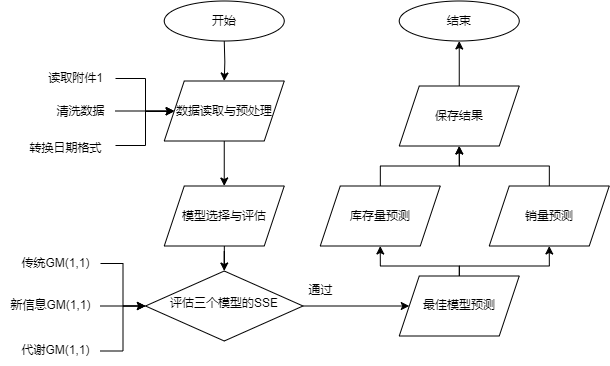 开始
读取附件1
清洗数据
转换日期格式
数据读取与预处理
模型选择与评估
传统GM(1,1)
新信息GM(1,1)
代谢GM(1,1)
评估三个模型的SSE
通过
最佳模型预测
库存量预测
销量预测
保存结果
结束